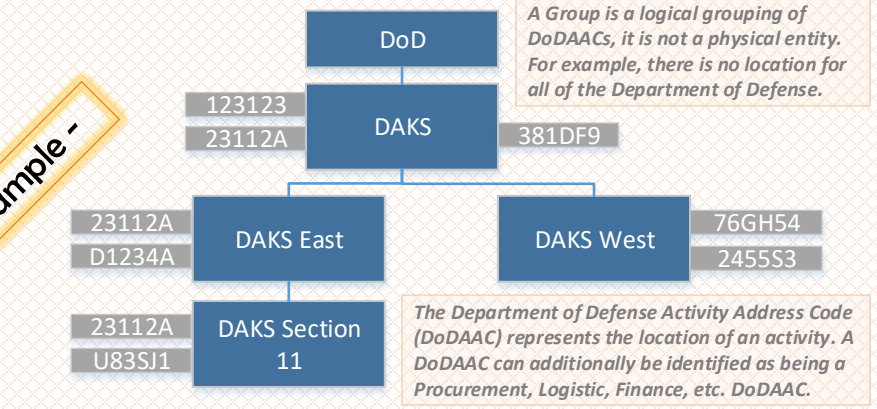 A Group is a logical grouping of
DoDAACs, it is not a physical entity.
For example, there is no location for
all of the Department of Defense.
DoD
123123
23112A
DAKS
381DF9
23112A
D1234A
DAKS East
DAKS West
76GH54
2455S3
23112A
U83SJ1
DAKS Section
11
The Department of Defense Activity Address Code
(DoDAAC) represents the location of an activity. A
DoDAAC can additionally be identified as being a
Procurement, Logistic, Finance, etc. DoDAAC.